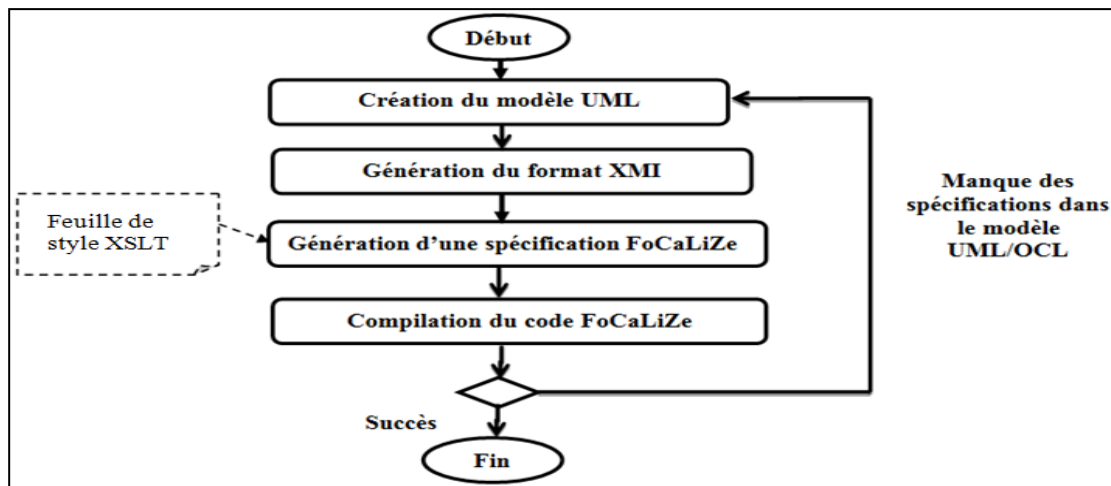 Début
Création du modèle UML
Génération du format XMI
Manque des
spécifications dans
le modèle
UML/OCL
Feuille de
style XSLT
Génération d'une spécification FoCaLiZe
Compilation du code FoCaLiZe
Succès
Fin